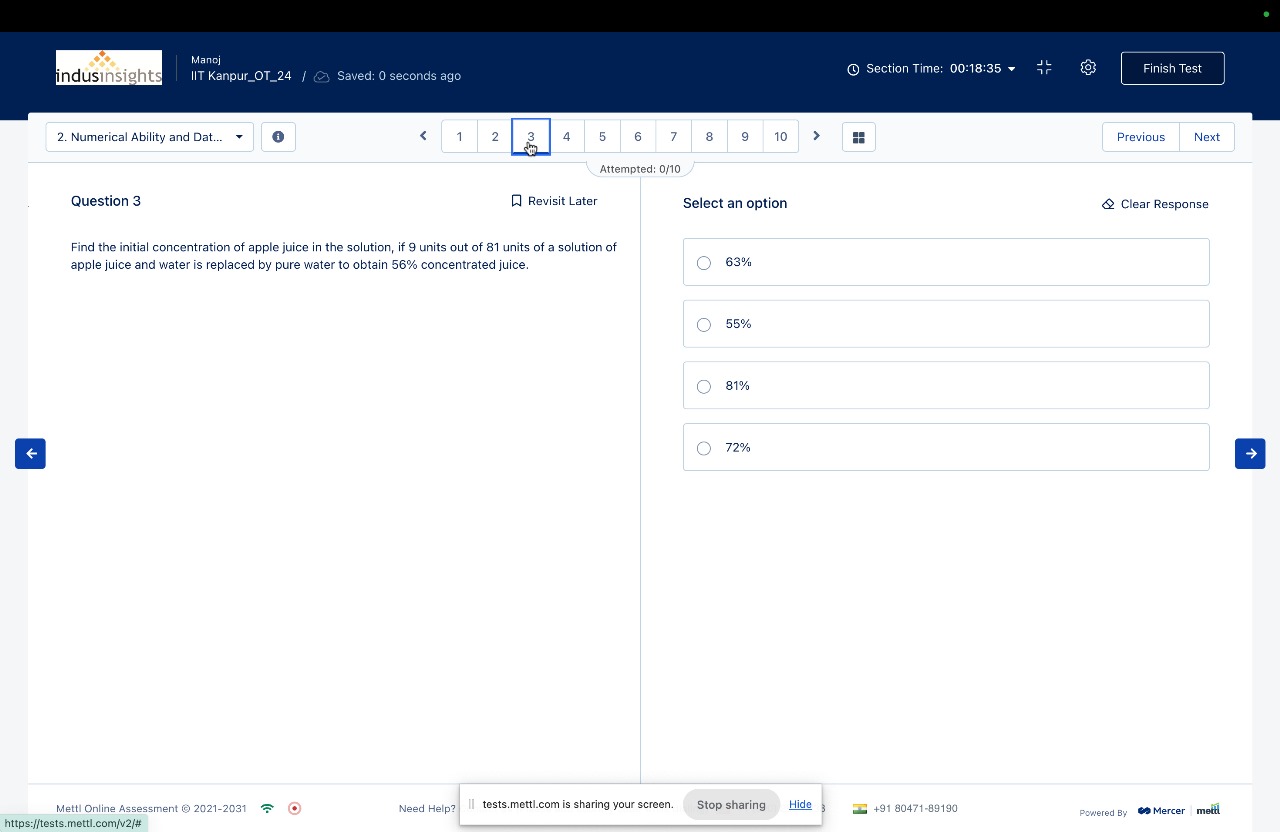 indusinsights
Manoj
IIT Kanpur_OT_24 / Saved: 0 seconds ago
Section Time: 00:18:35
Finish Test
2. Numerical Ability and Dat...
1 2 3 4 5 6 7 8 9 10
Previous
Next
Attempted: 0/10
Question 3
Revisit Later
Find the initial concentration of apple juice in the solution, if 9 units out of 81 units of a solution of
apple juice and water is replaced by pure water to obtain 56% concentrated juice.
Select an option
Clear Response
63%
55%
81%
72%
Mettl Online Assessment © 2021-2031
Need Help?
tests.mettl.com is sharing your screen.
Stop sharing
Hide
3
+91 80471-89190
Powered By
Mercer
mettl
https://tests.mettl.com/v2/#